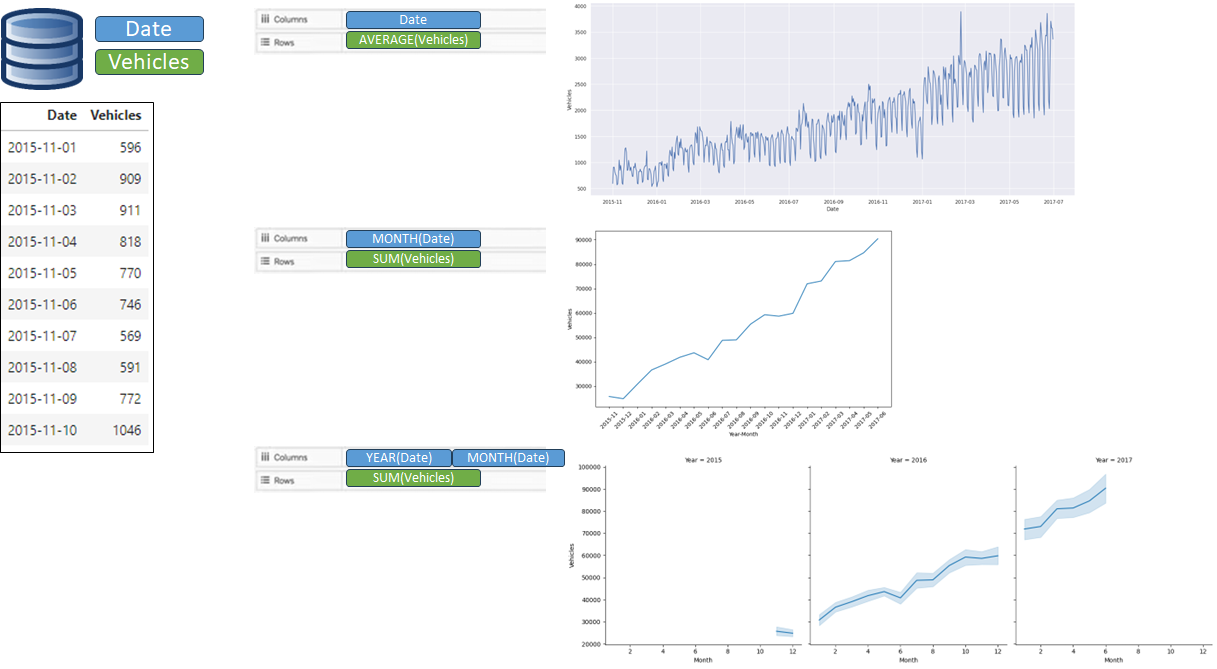 Date
Vehicles
Date Vehicles
2015-11-01 596
2015-11-02 909
2015-11-03 911
2015-11-04 818
2015-11-05 770
2015-11-06 746
2015-11-07 569
2015-11-08 591
2015-11-09 772
2015-11-10 1046
Columns Date
Rows AVERAGE(Vehicles)
4000
3500
3000
2500
2000
1500
1000
500
Vehicles
2015-11 2016-01 2016-03 2016-05 2016-07 2016-09 2016-11 2017-01 2017-03 2017-05 2017-07
Date
Columns MONTH(Date)
Rows SUM(Vehicles)
90000
80000
70000
60000
50000
40000
30000
Vehicles
2015-11 2015-12 2016-01 2016-02 2016-03 2016-04 2016-05 2016-06 2016-07 2016-08 2016-09 2016-10 2016-11 2016-12 2017-01 2017-02 2017-03 2017-04 2017-05 2017-06
Year-Month
Columns YEAR(Date) MONTH(Date)
Rows SUM(Vehicles)
Year = 2015 Year = 2016 Year = 2017
100000
90000
80000
70000
60000
50000
40000
30000
20000
Vehicles
2 4 6 8 10 12 2 4 6 8 10 12 2 4 6 8 10 12
Month Month Month